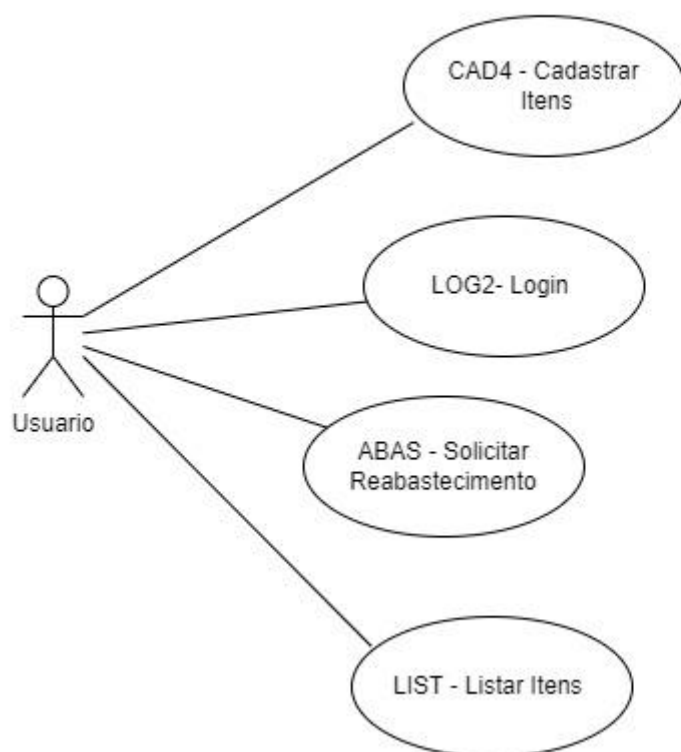 CAD4 - Cadastrar
Itens
LOG2- Login
Usuario
ABAS - Solicitar
Reabastecimento
LIST - Listar Itens